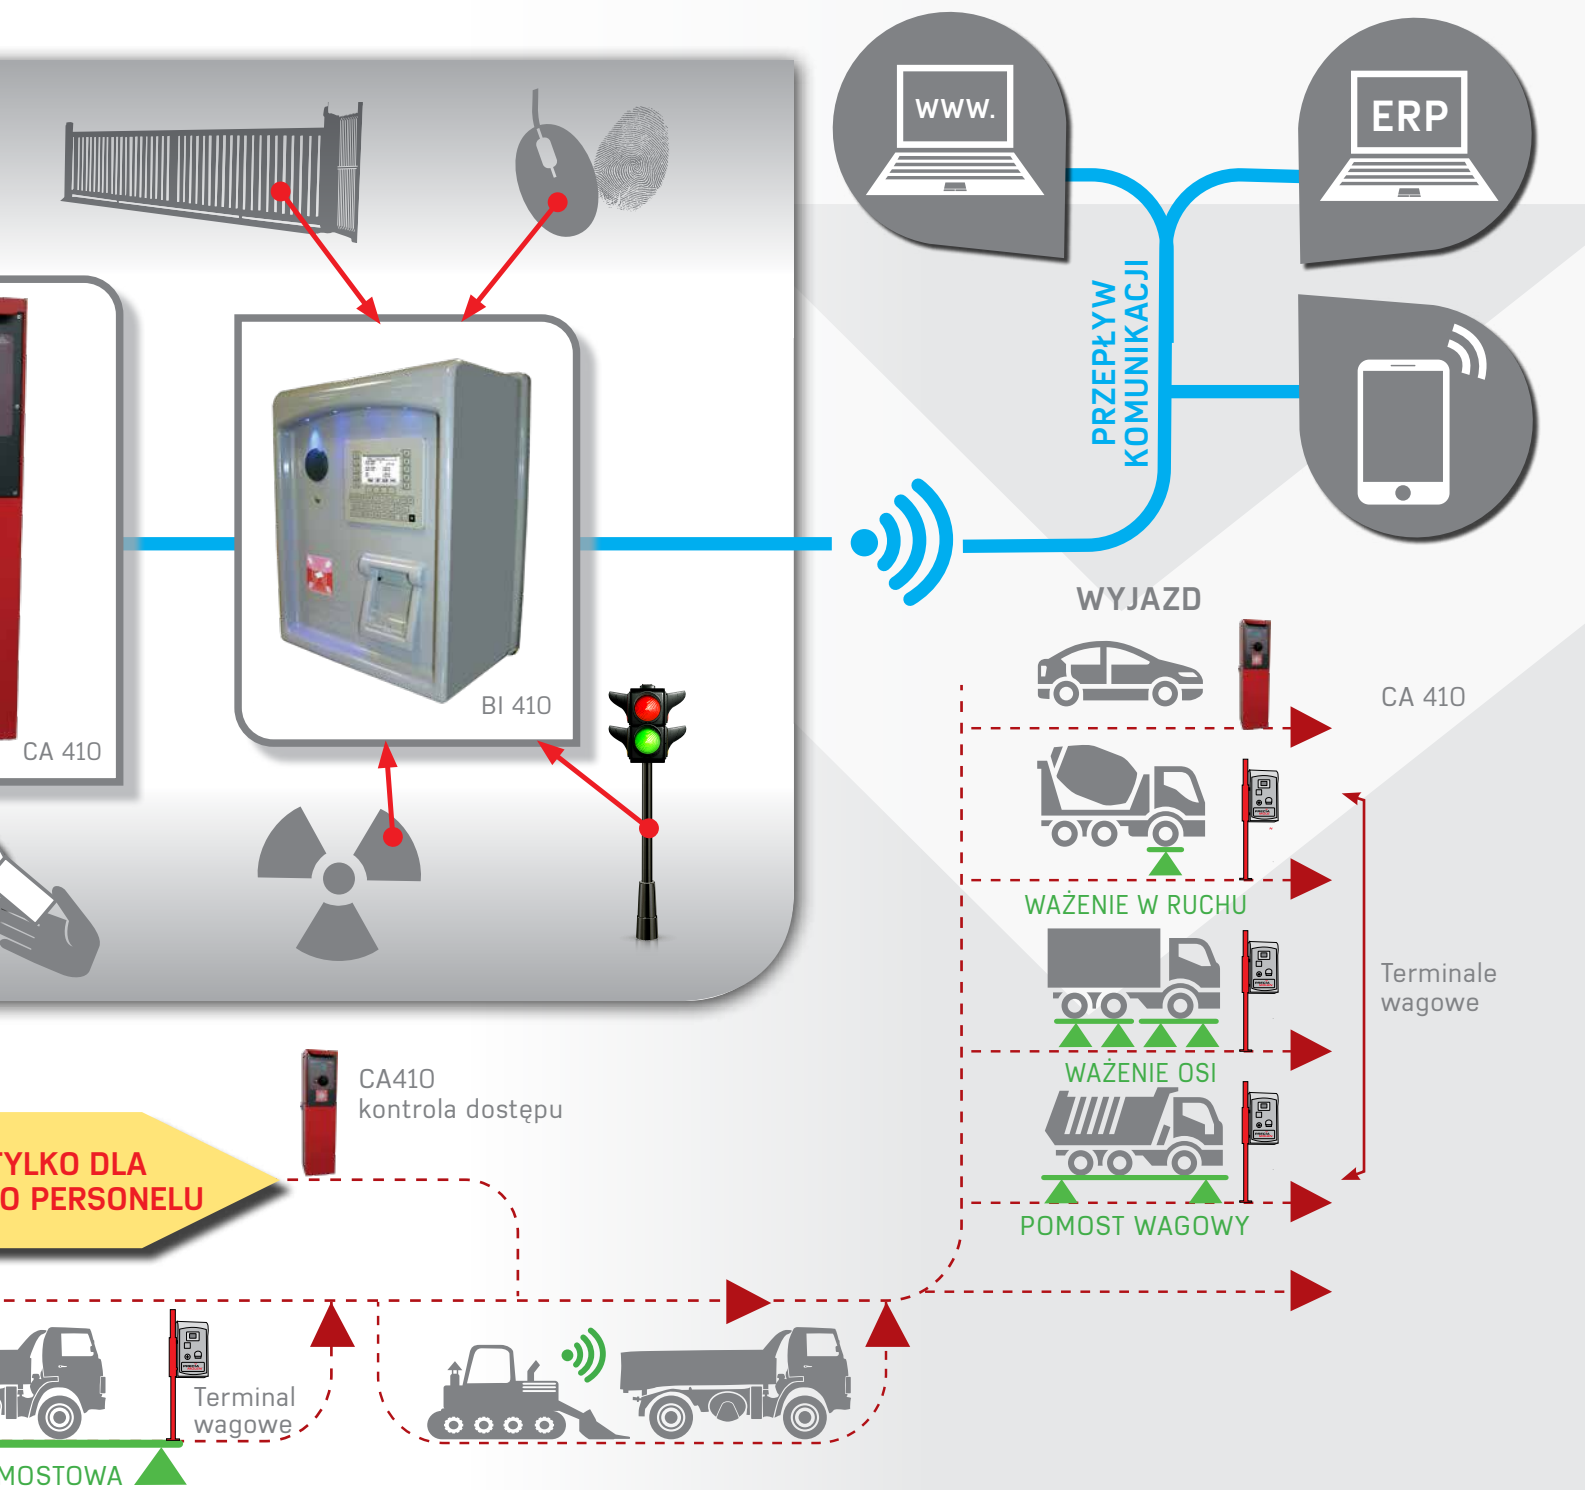 WWW.
ERP
PRZEPŁYW
KOMUNIKACJI
BI 410
CA 410
WYJAZD
CA 410
WAŻENIE W RUCHU
Terminale
wagowe
WAŻENIE OSI
POMOST WAGOWY
CA410
kontrola dostępu
TYLKO DLA
O PERSONELU
Terminal
wagowe
MOSTOWA